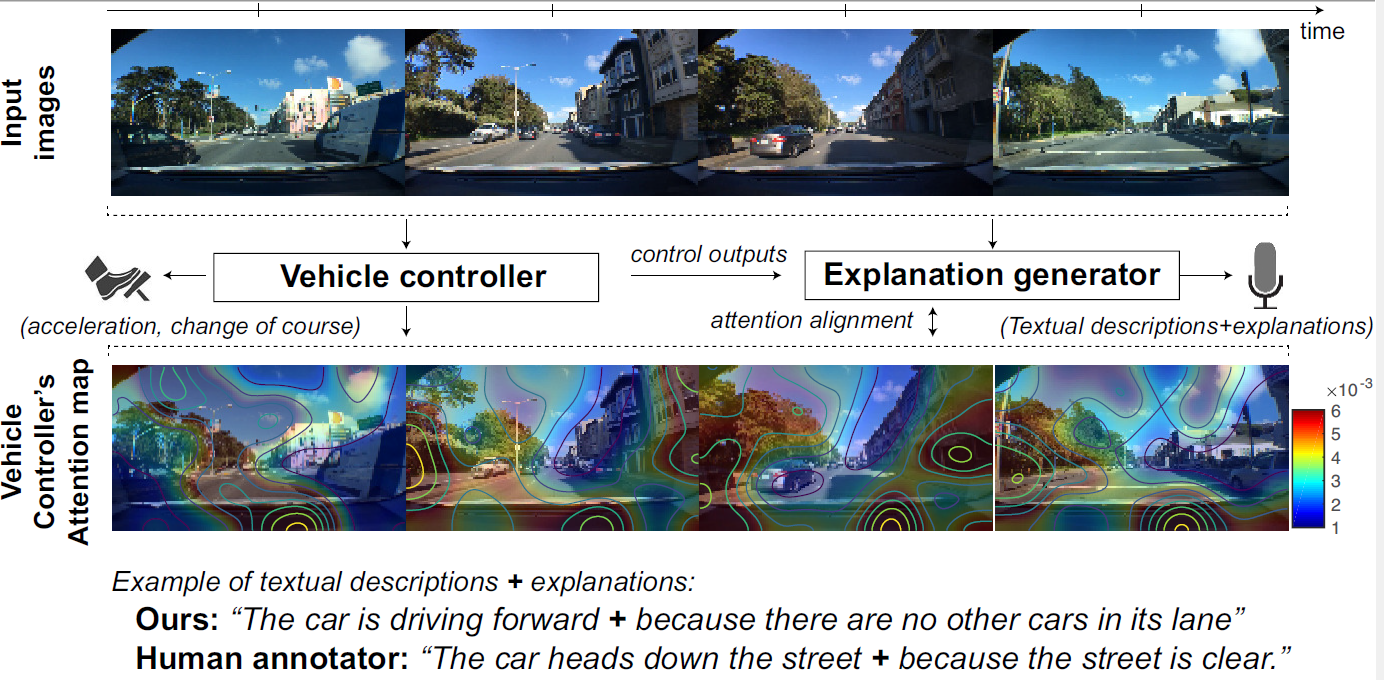 time
Input
images
control outputs
Vehicle controller
Explanation generator
(acceleration, change of course)
attention alignment
(Textual descriptions+explanations)
Vehicle
Controller’s
Attention map
×10-3
6
5
4
3
2
1
Example of textual descriptions + explanations:
Ours: “The car is driving forward + because there are no other cars in its lane”
Human annotator: “The car heads down the street + because the street is clear.”